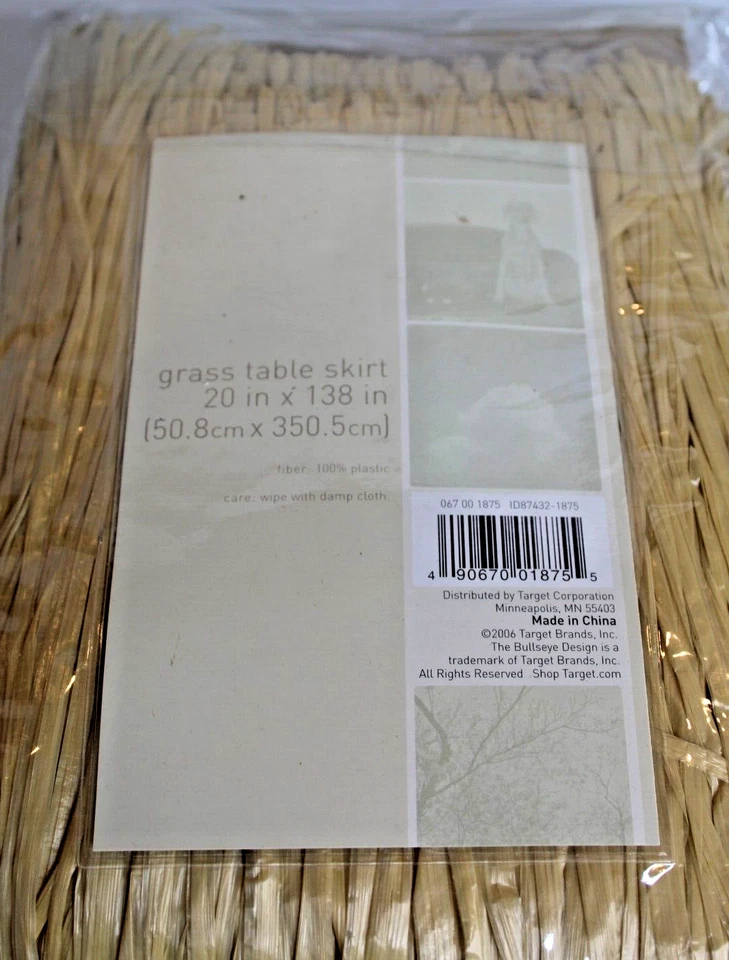 grass table skirt
20 in x 138 in
(50.8cm x 350.5cm)
fiber: 100% plastic
care: wipe with damp cloth.
067 00 1875 ID87432-1875
4 90670 01875 5
Distributed by Target Corporation
Minneapolis, MN 55403
Made in China
©2006 Target Brands, Inc.
The Bullseye Design is a
trademark of Target Brands, Inc.
All Rights Reserved Shop Target.com